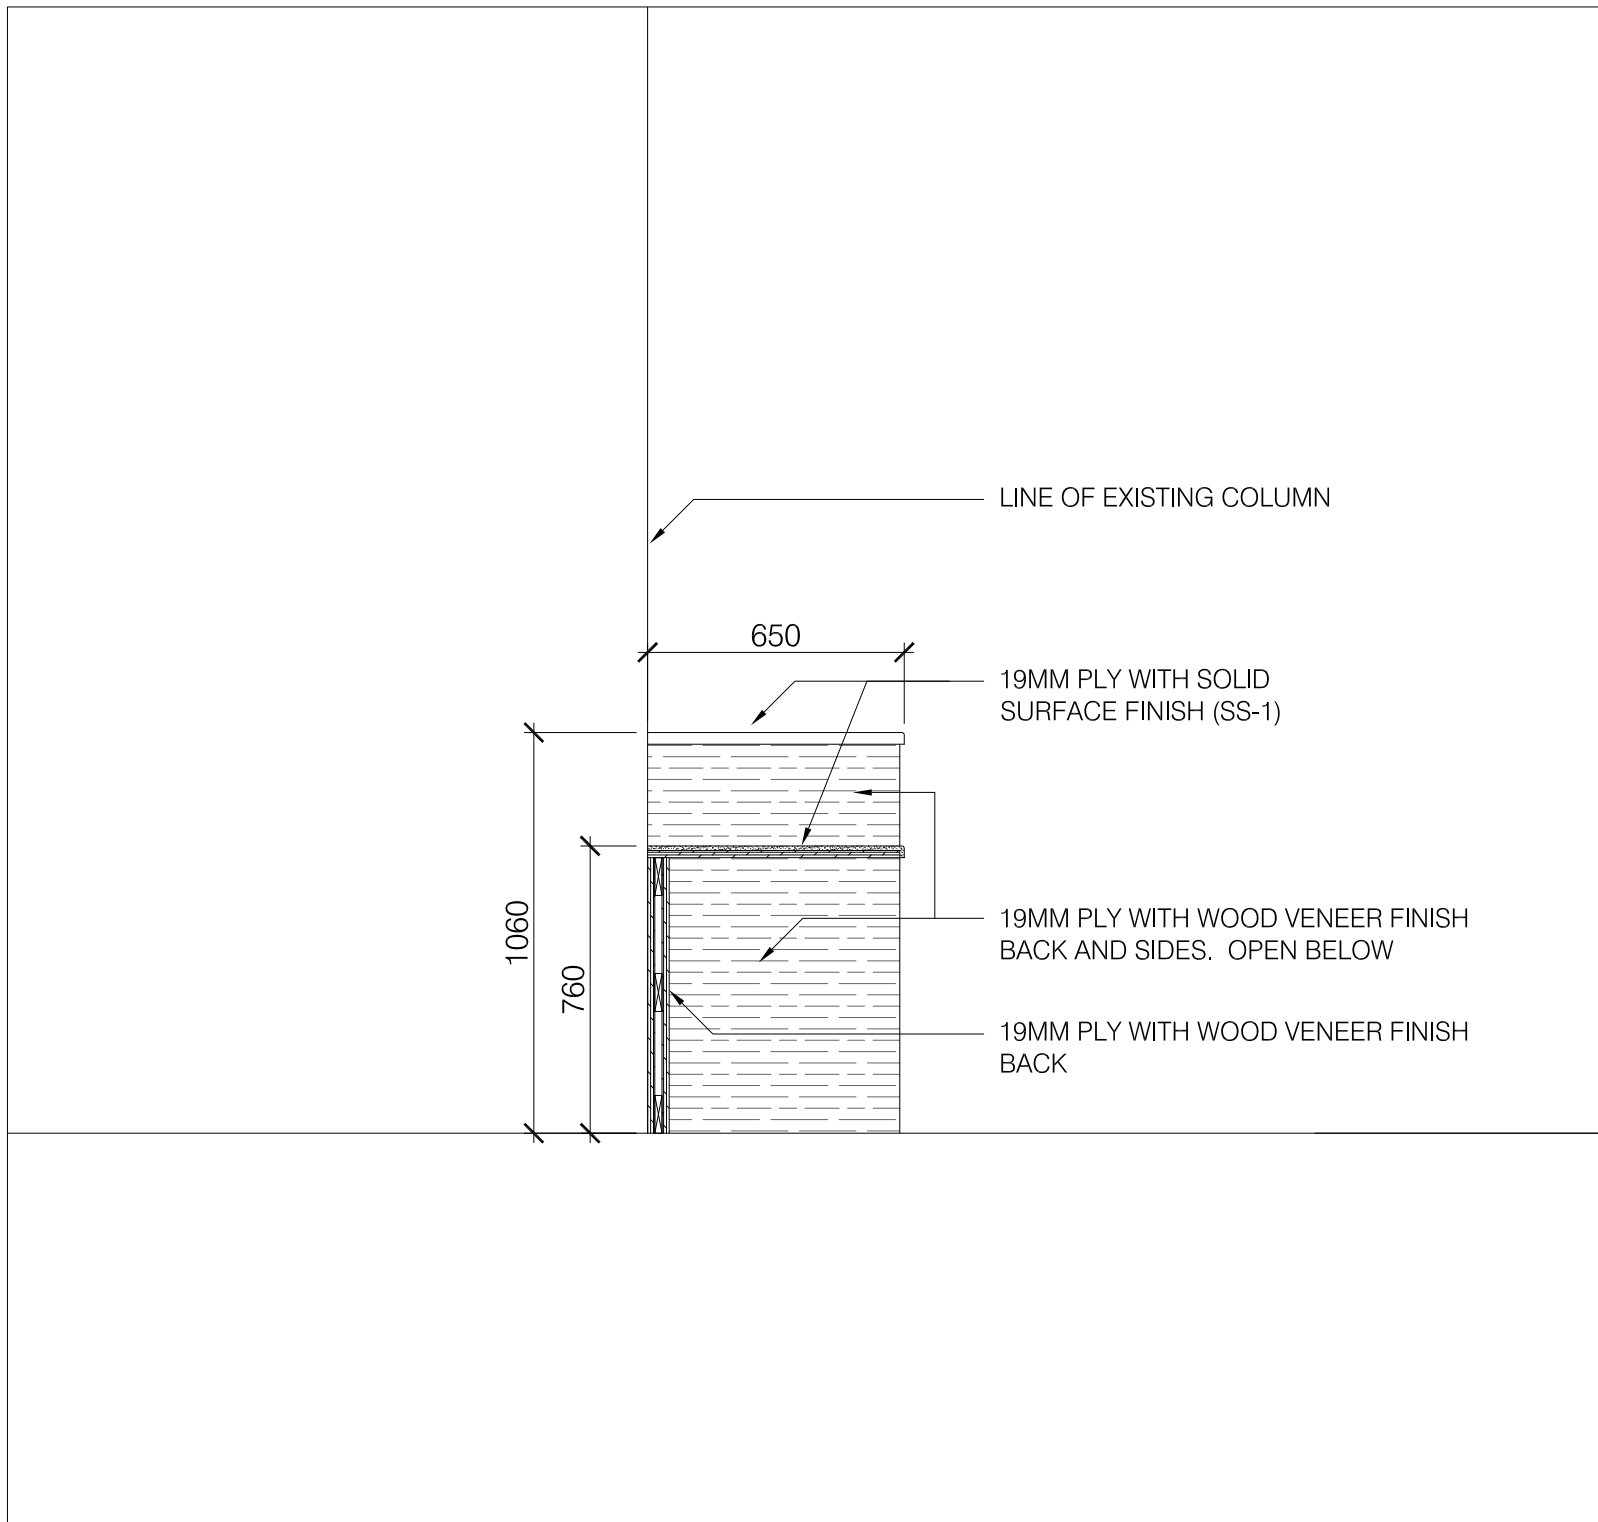 LINE OF EXISTING COLUMN
650
19MM PLY WITH SOLID
SURFACE FINISH (SS-1)
1060
760
19MM PLY WITH WOOD VENEER FINISH
BACK AND SIDES.  OPEN BELOW
19MM PLY WITH WOOD VENEER FINISH
BACK